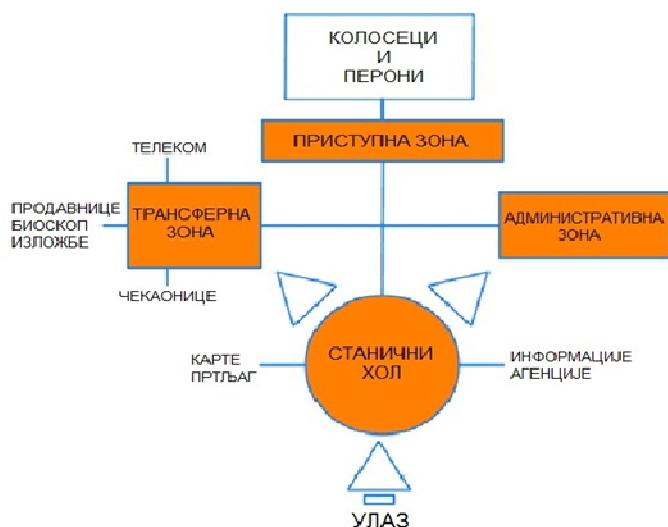 КОЛОСЕЦИ
И
ПЕРОНИ
ПРИСТУПНА ЗОНА
ТЕЛЕКОМ
ПРОДАВНИЦЕ
БИОСКОП
ИЗЛОЖБЕ
ТРАНСФЕРНА
ЗОНА
АДМИНИСТРАТИВНА
ЗОНА
ЧЕКАОНИЦЕ
КАРТЕ
ПРТЉАГ
СТАНИЧНИ
ХОЛ
ИНФОРМАЦИЈЕ
АГЕНЦИЈЕ
УЛАЗ